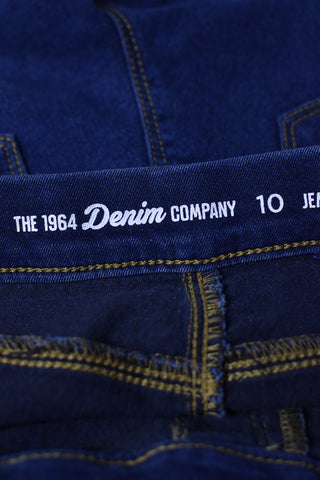 THE 1964 Denim COMPANY 10